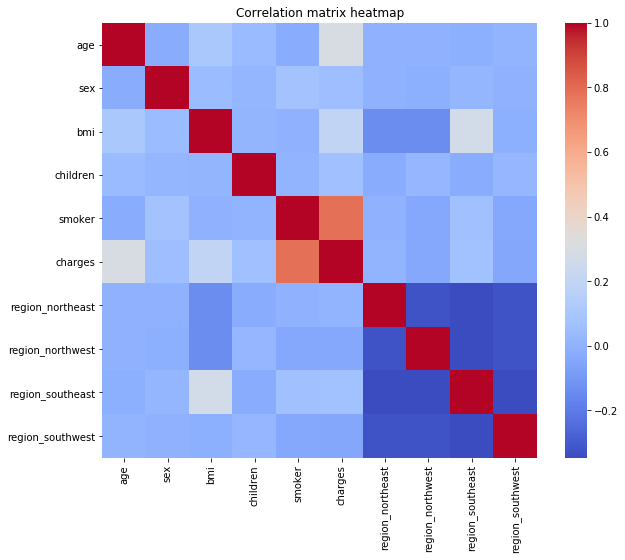 Correlation matrix heatmap
age
sex
bmi
children
smoker
charges
region_northeast
region_northwest
region_southeast
region_southwest
age
sex
bmi
children
smoker
charges
region_northeast
region_northwest
region_southeast
region_southwest
1.0
0.8
0.6
0.4
0.2
0.0
−0.2